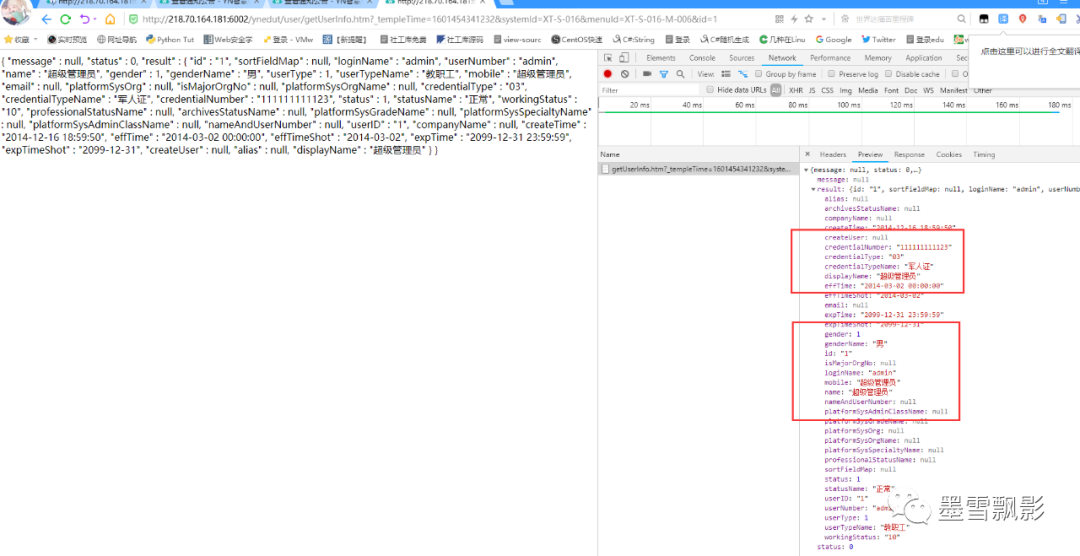 http://218.70.164.181:6002/ynedut/user/getUserInfo.htm?_templeTime=1601454341232&systemId=XT-S-016&menuId=XT-S-016-M-006&id=1
世界达葛苦票规律
点击这里可以进行全文翻译
收藏 实时沪览 网址导航 Python Tut Web安全字 登录 - VMw 【新提醒】 社工库免费 社工库源码 view-sourc CentOS快速 C#:String 登录 C#随机生成 几种在Linu Google Twitter 登录edu
{ "message" : null, "status" : 0, "result" : { "id" : "1", "sortFieldMap" : null, "loginName" : "admin", "userNumber" : "admin",
"name" : "超级管理员", "gender" : 1, "genderName" : "男", "userType" : 1, "userTypeName" : "教职工", "mobile" : "超级管理员",
"email" : null, "platformSysOrg" : null, "isMajorOrgNo" : null, "platformSysOrgName" : null, "credentialType" : "03",
"credentialTypeName" : "军人证", "credentialNumber" : "111111111123", "status" : 1, "statusName" : "正常", "workingStatus" :
"10", "professionalStatusName" : null, "archivesStatusName" : null, "platformSysGradeName" : null, "platformSysSpecialtyName"
: null, "platformSysAdminClassName" : null, "nameAndUserNumber" : null, "userID" : "1", "companyName" : null, "createTime" :
"2014-12-16 18:59:50", "effTime" : "2014-03-02 00:00:00", "effTimeShot" : "2014-03-02", "expTime" : "2099-12-31 23:59:59",
"expTimeShot" : "2099-12-31", "createUser" : null, "alias" : null, "displayName" : "超级管理员" } }
Elements Console Sources Network Performance Memory Application Security
View: Group by frame Preserve log Disable cache
Filter Hide data URLs All XHR JS CSS Img Media Font Doc WS Manifest Other
20 ms 40 ms 60 ms 80 ms 100 ms 120 ms 140 ms 160 ms 180 ms
Name × Headers Preview Response Cookies Timing
getUserInfo.htm?_templeTime=1601454341232&syste...
{message: null, status: 0,…}
message: null
result: {id: "1", sortFieldMap: null, loginName: "admin",
alias: null
archivesStatusName: null
companyName: null
createTime: "2014-12-16 18:59:50"
createUser: null
credentialNumber: "111111111123"
credentialType: "03"
credentialTypeName: "军人证"
displayName: "超级管理员"
effTime: "2014-03-02 00:00:00"
effTimeShot: "2014-03-02"
email: null
expTime: "2099-12-31 23:59:59"
expTimeShot: "2099-12-31"
gender: 1
genderName: "男"
id: "1"
isMajorOrgNo: null
loginName: "admin"
mobile: "超级管理员"
name: "超级管理员"
nameAndUserNumber: null
platformSysAdminClassName: null
platformSysGradeName: null
platformSysOrg: null
platformSysOrgName: null
platformSysSpecialtyName: null
professionalStatusName: null
sortFieldMap: null
status: 1
statusName: "正常"
userID: "1"
userNumber: "adm
userType: 1
userTypeName: "教职工"
workingStatus: "10"
status: 0
墨雪飘影